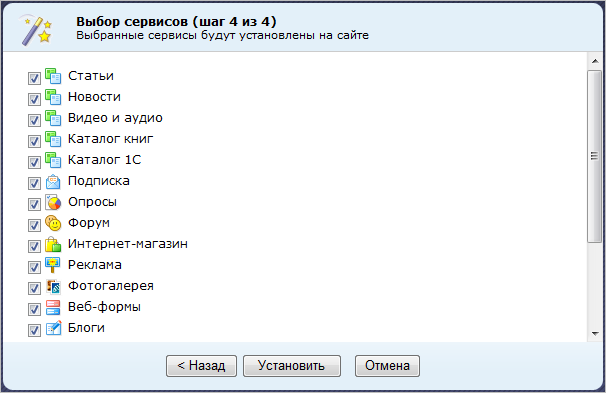 Выбор сервисов (шаг 4 из 4)
Выбранные сервисы будут установлены на сайте
Статьи
Новости
Видео и аудио
Каталог книг
Каталог 1С
Подписка
Опросы
Форум
Интернет-магазин
Реклама
Фотогалерея
Веб-формы
Блоги
< Назад Установить Отмена